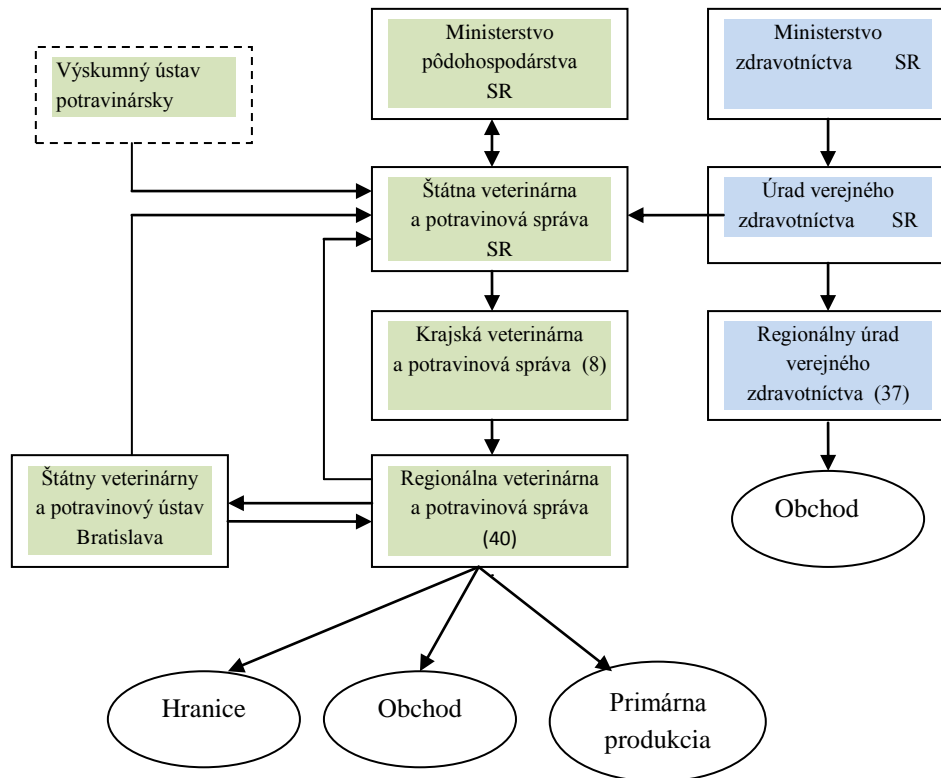 Výskumný ústav
potravinársky
Ministerstvo
pôdohospodárstva
SR
Ministerstvo
zdravotníctva SR
Štátna veterinárna
a potravinová správa
SR
Úrad verejného
zdravotníctva SR
Krajská veterinárna
a potravinová správa (8)
Regionálny úrad
verejného
zdravotníctva (37)
Štátny veterinárny
a potravinový ústav
Bratislava
Regionálna veterinárna
a potravinová správa
(40)
Obchod
Hranice
Obchod
Primárna
produkcia